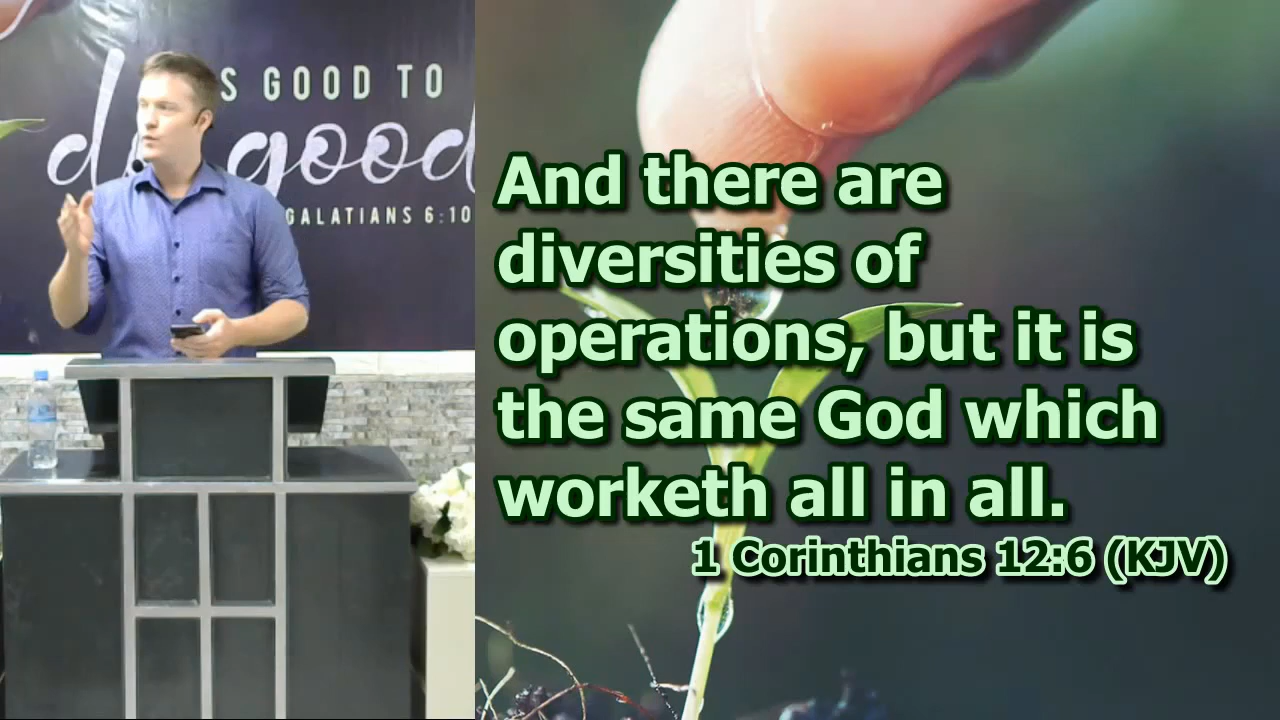 S GOOD TO
good
GALATIANS 6:10
And there are
diversities of
operations, but it is
the same God which
worketh all in all.
1 Corinthians 12:6 (KJV)